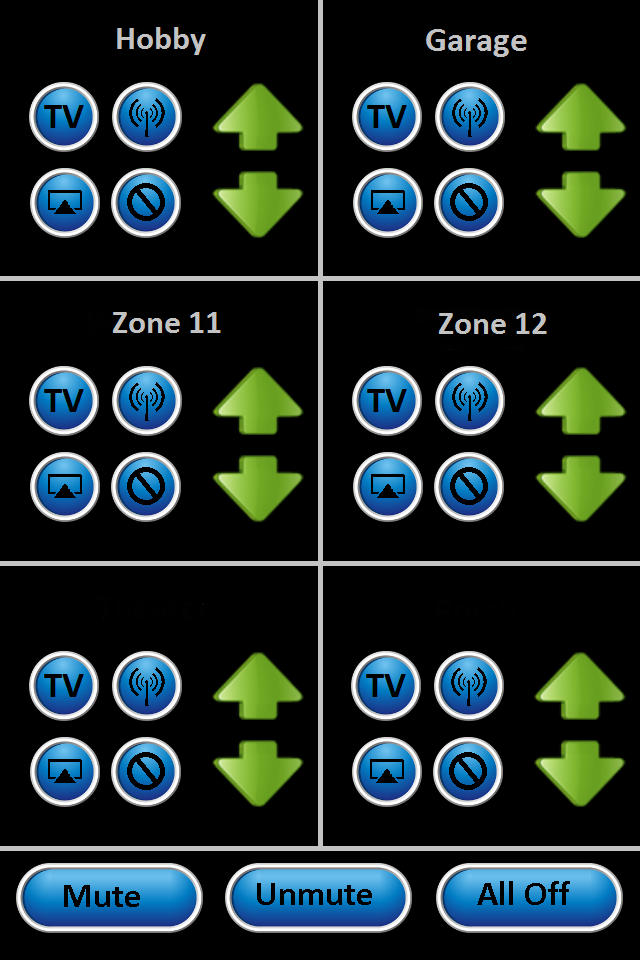 Hobby
Garage
TV
TV
Zone 11
Zone 12
TV
TV
TV
TV
Mute
Unmute
All Off